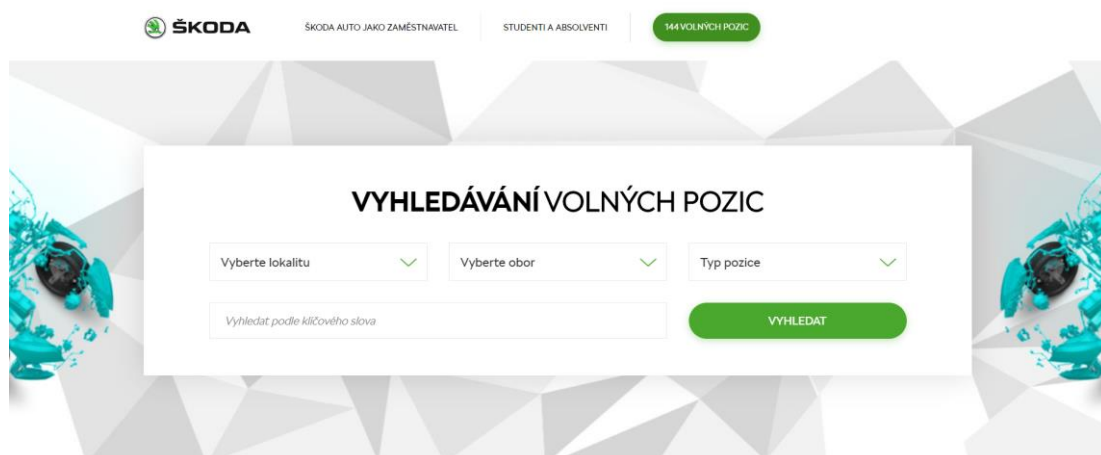 ŠKODA
ŠKODA AUTO JAKO ZAMĚSTNAVATEL
STUDENTI A ABSOLVENTI
144 VOLNÝCH POZIC
VYHLEDÁVÁNÍ VOLNÝCH POZIC
Vyberte lokalitu
Vyberte obor
Typ pozice
Vyhledat podle klíčového slova
VYHLEDAT